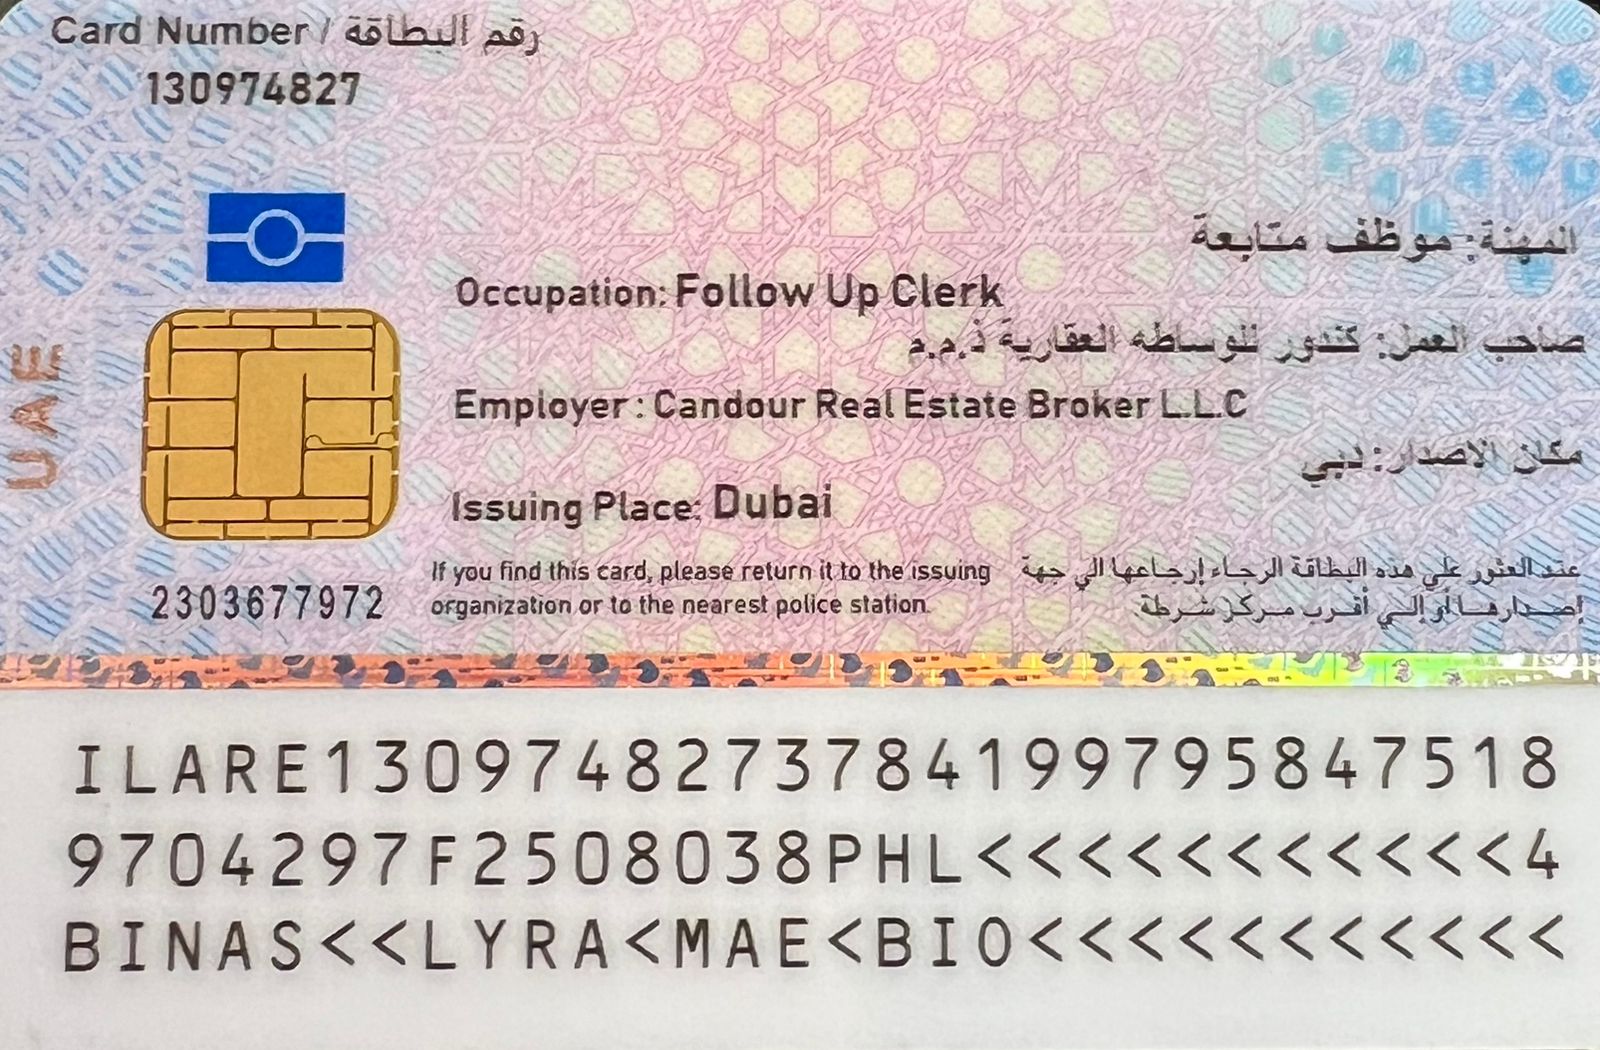 Card Number / رقم البطاقة
130974827
المهنة: موظف متابعة
Occupation: Follow Up Clerk
صاحب العمل: كندور للوساطه العقارية ذ.م.م
Employer: Candour Real Estate Broker L.L.C
مكان الاصدار: دبي
Issuing Place: Dubai
UAE
If you find this card, please return it to the issuing
organization or to the nearest police station.
عند العثور علي هذه البطاقة الرجاء إرجاعها الي جهة
إصدارها أو إلي أقرب مركز شرطة
2303677972
ILARE1309748273784199795847518
9704297F2508038PHL<<<<<<<<<<<4
BINAS<<LYRA<MAE<BIO<<<<<<<<<<<